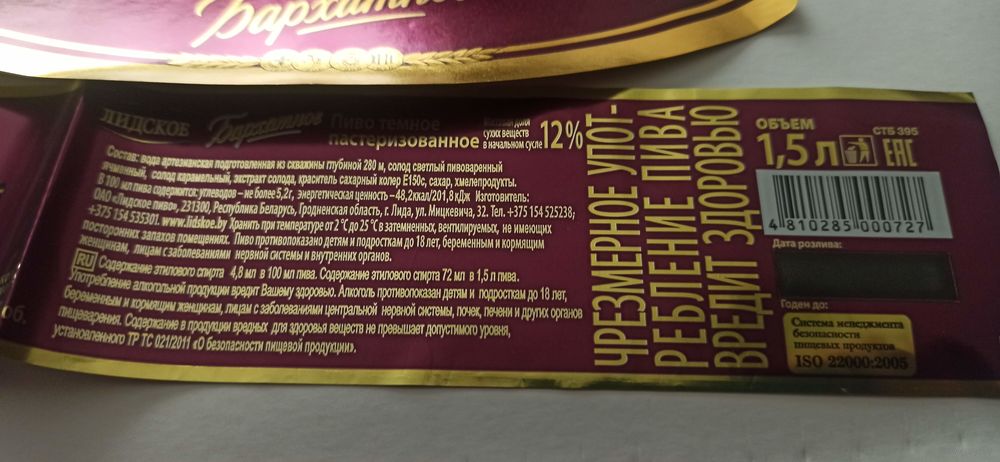 Бархатное
ЛИДСКОЕ Бархатное Пиво темное
пастеризованное
Массовая доля
сухих веществ
в начальном сусле 12%
Состав: вода артезианская подготовленная из скважины глубиной 280 м, солод светлый пивоваренный
ячменный, солод карамельный, экстракт солода, краситель сахарный колер Е150с, сахар, хмелепродукты.
В 100 мл пива содержится: углеводов – не более 5,2г, энергетическая ценность – 48,2ккал/201,8кДж Изготовитель:
ОАО «Лидское пиво», 231300, Республика Беларусь, Гродненская область, г. Лида, ул. Мицкевича, 32. Тел. +375 154 525238;
+375 154 535301. www.lidskoe.by Хранить при температуре от 2 °C до 25 °C в затемненных, вентилируемых, не имеющих
посторонних запахов помещениях. Пиво противопоказано детям и подросткам до 18 лет, беременным и кормящим
женщинам, лицам с заболеваниями нервной системы и внутренних органов.
RU Содержание этилового спирта 4,8 мл в 100 мл пива. Содержание этилового спирта 72 мл в 1,5 л пива.
Употребление алкогольной продукции вредит Вашему здоровью. Алкоголь противопоказан детям и подросткам до 18 лет,
беременным и кормящим женщинам, лицам с заболеваниями центральной нервной системы, почек, печени и других органов
пищеварения. Содержание в продукции вредных для здоровья веществ не превышает допустимого уровня,
установленного ТР ТС 021/2011 «О безопасности пищевой продукции».
об.
ЧРЕЗМЕРНОЕ УПОТ-
РЕБЛЕНИЕ ПИВА
ВРЕДИТ ЗДОРОВЬЮ
ОБЪЕМ
1,5 л
СТБ 395
EAC
4 810285 000727
Дата розлива:
Годен до:
Система менеджмента
безопасности
пищевых продуктов
ISO 22000:2005